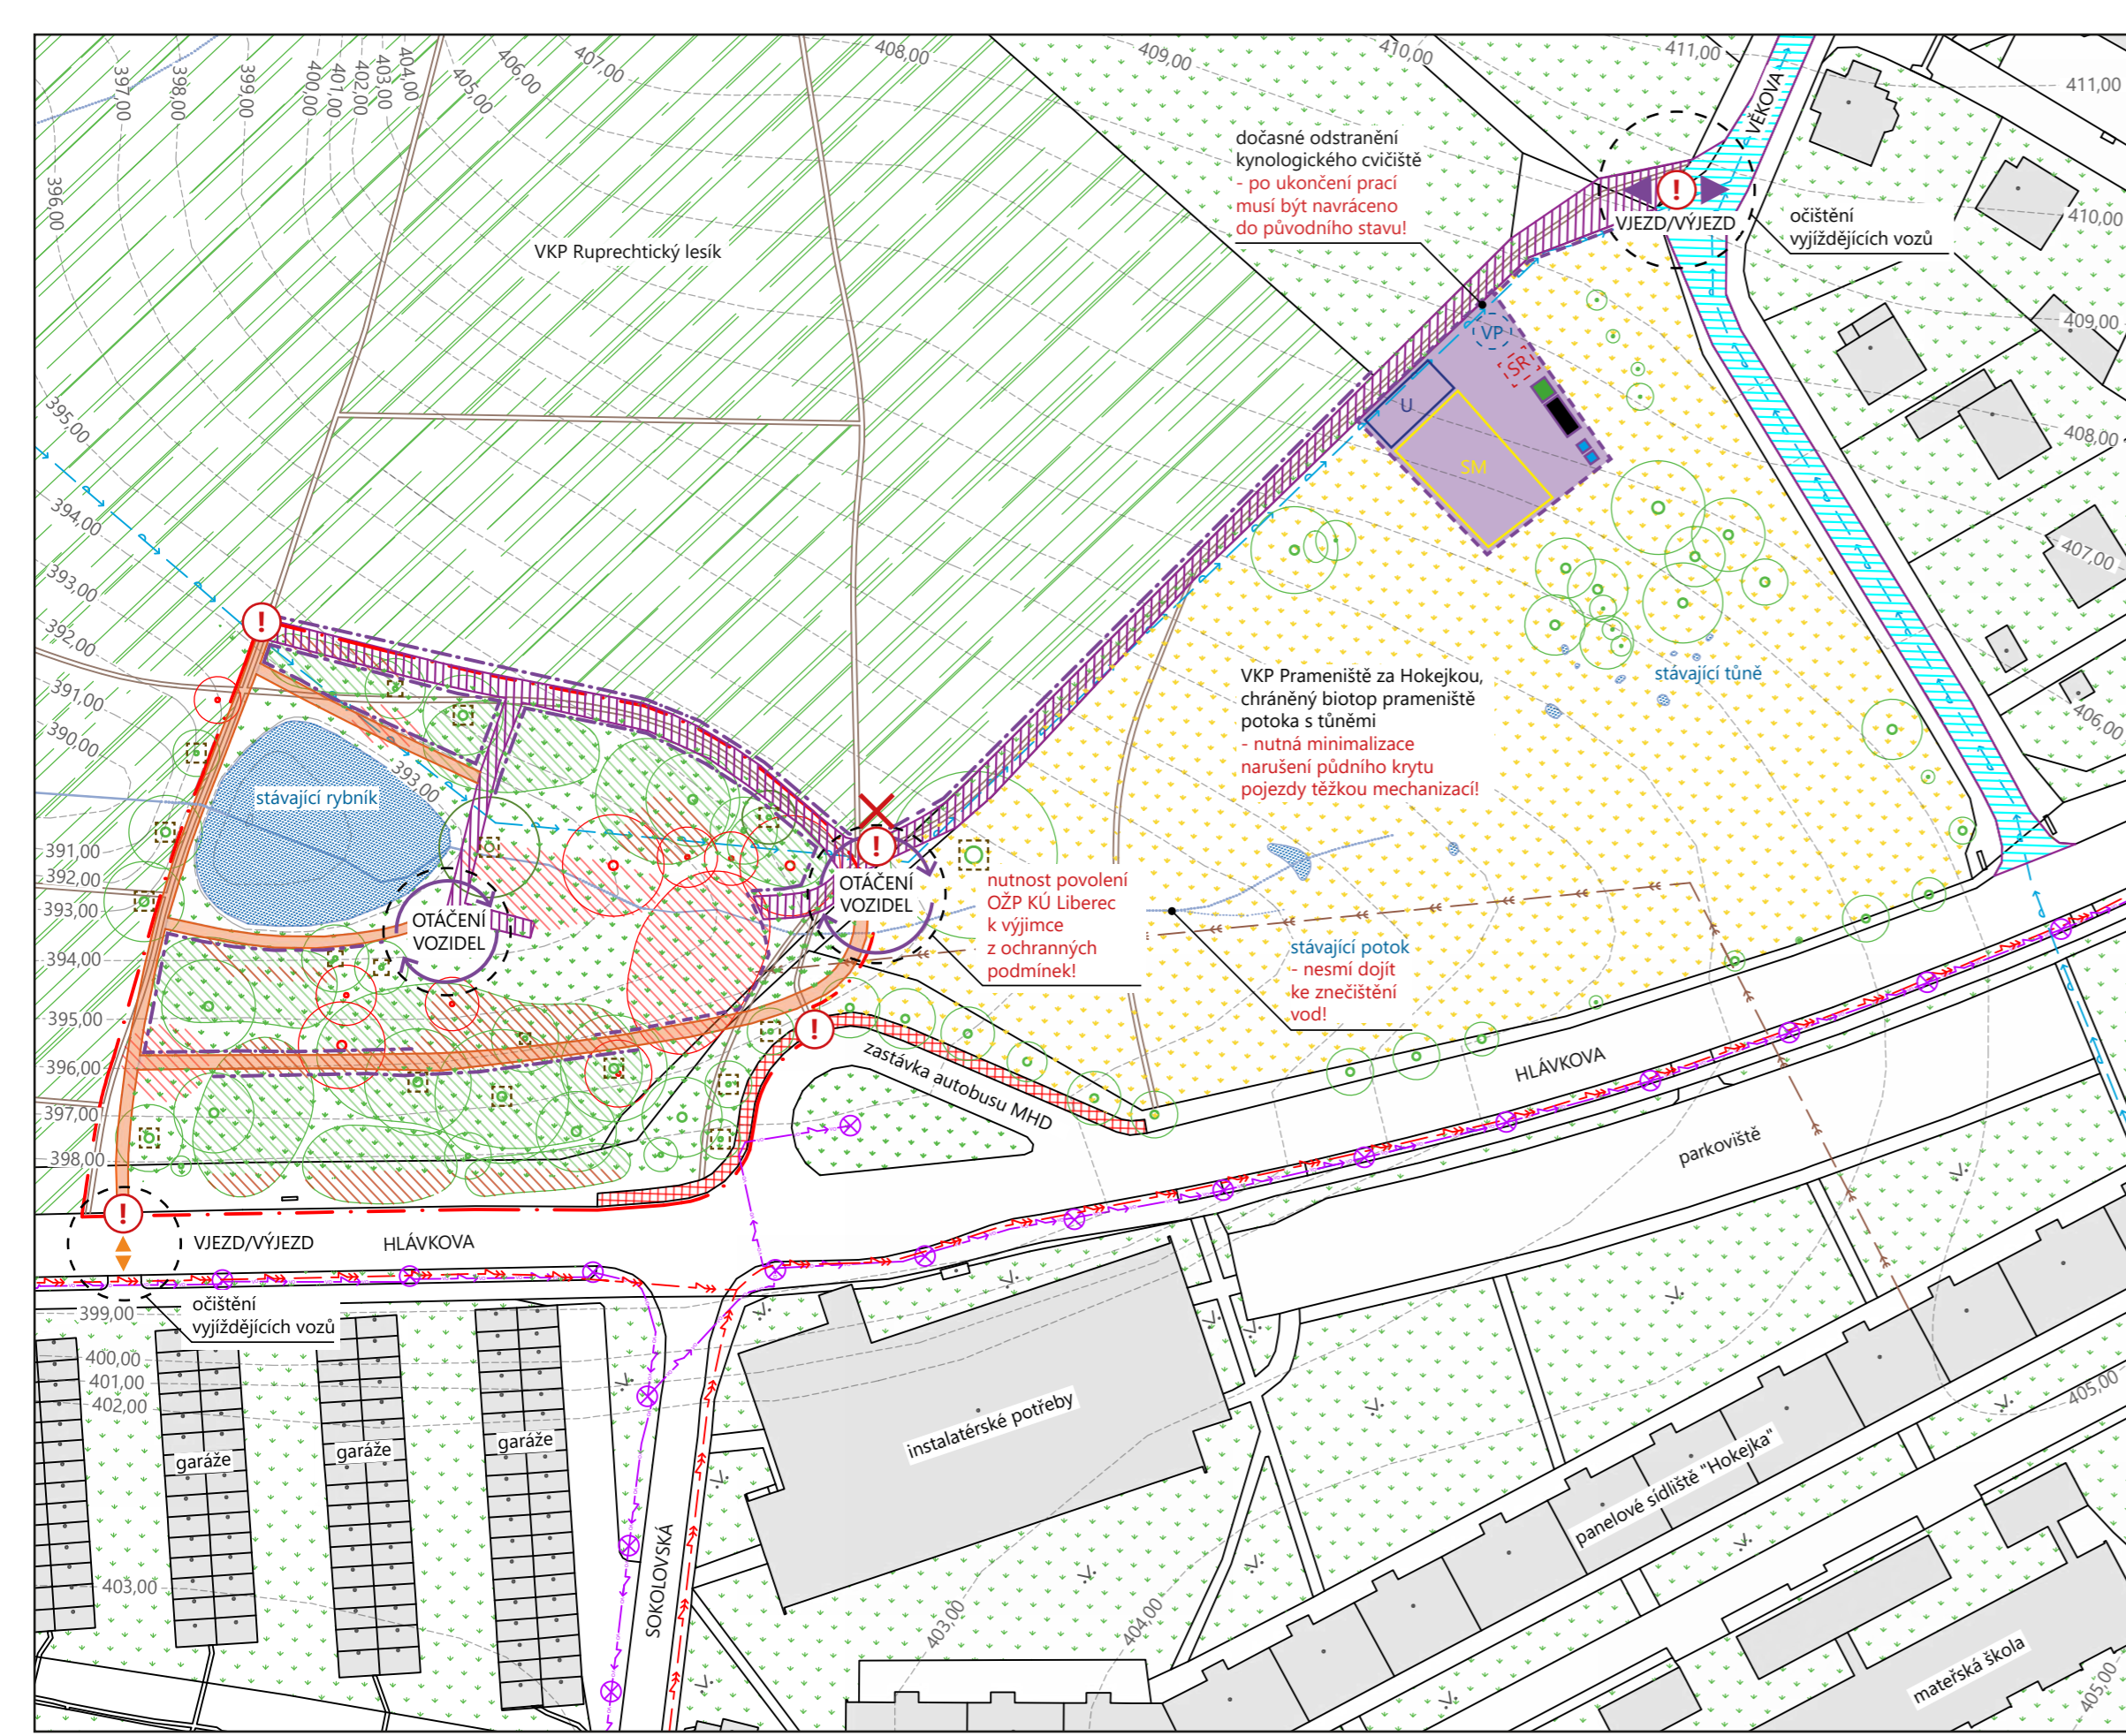 397,00
398,00
399,00
400,00
401,00
402,00
403,00
404,00
405,00
406,00
407,00
408,00
409,00
410,00
411,00
411,00
VĚKOVA
396,00
dočasné odstranění
kynologického cvičiště
- po ukončení prací
musí být navráceno
do původního stavu!
VJEZD/VÝJEZD
očištění
vyjíždějících vozů
410,00
VKP Ruprechtický lesík
409,00
VP
SR
U
SM
408,00
395,00
394,00
407,00
393,00
392,00
391,00
390,00
VKP Prameniště za Hokejkou,
chráněný biotop prameniště
potoka s tůněmi
- nutná minimalizace
narušení půdního krytu
pojezdy těžkou mechanizací!
stávající tůně
406,00
stávající rybník
393,00
391,00
392,00
393,00
OTÁČENÍ
VOZIDEL
OTÁČENÍ
VOZIDEL
nutnost povolení
OŽP KÚ Liberec
k výjimce
z ochranných
podmínek!
stávající potok
- nesmí dojít
ke znečištění
vod!
394,00
395,00
396,00
397,00
398,00
zastávka autobusu MHD
HLÁVKOVA
parkoviště
VJEZD/VÝJEZD
HLÁVKOVA
očištění
vyjíždějících vozů
399,00
400,00
401,00
402,00
403,00
garáže
garáže
garáže
SOKOLOVSKÁ
instalatérské potřeby
panelové sídliště "Hokejka"
mateřská škola
403,00
404,00
405,00
405,00